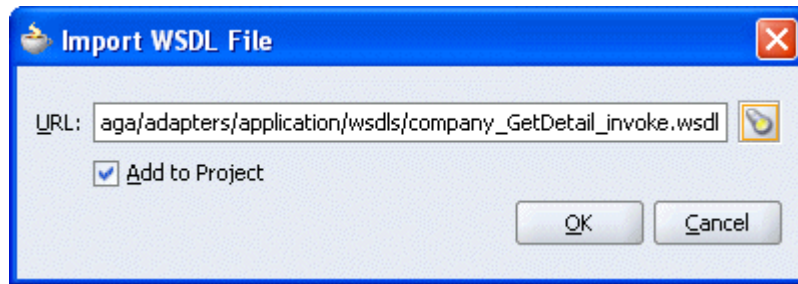 Import WSDL File
URL: aga/adapters/application/wsdls/company_GetDetail_invoke.wsdl
Add to Project
OK Cancel